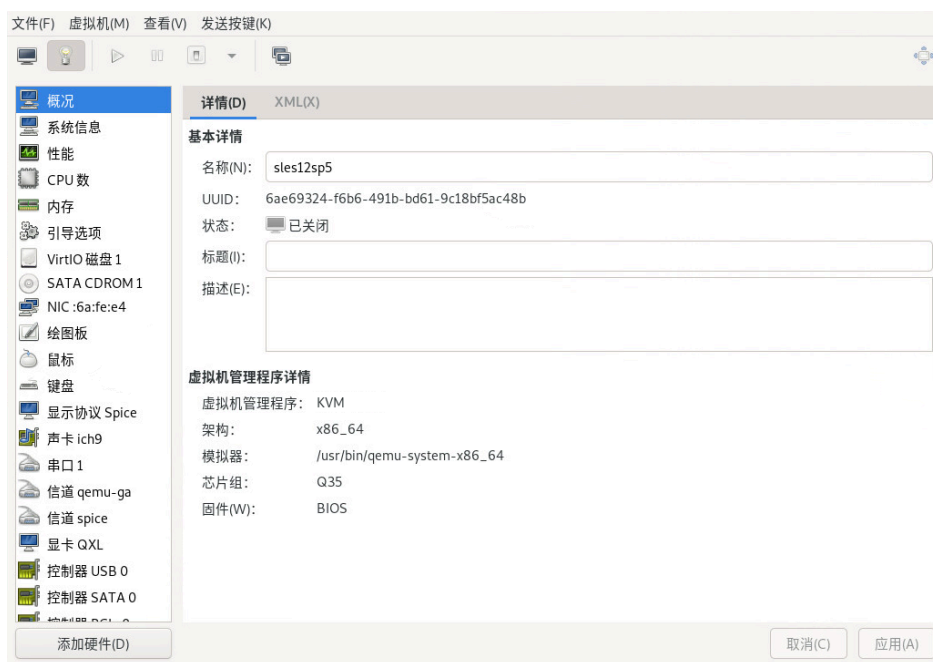 文件(F) 虚拟机(M) 查看(V) 发送按键(K)
概况
系统信息
性能
CPU 数
内存
引导选项
VirtIO 磁盘 1
SATA CDROM 1
NIC :6a:fe:e4
绘图板
鼠标
键盘
显示协议 Spice
声卡 ich9
串口 1
信道 qemu-ga
信道 spice
显卡 QXL
控制器 USB 0
控制器 SATA 0
添加硬件(D)
详情(D) XML(X)
基本详情
名称(N): sles12sp5
UUID: 6ae69324-f6b6-491b-bd61-9c18bf5ac48b
状态: 已关闭
标题(I):
描述(E):
虚拟机管理程序详情
虚拟机管理程序: KVM
架构: x86_64
模拟器: /usr/bin/qemu-system-x86_64
芯片组: Q35
固件(W): BIOS
取消(C) 应用(A)